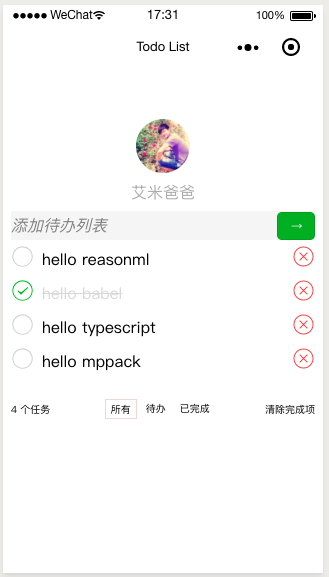 WeChat 17:31 100%
Todo List
艾米爸爸
添加待办列表 →
hello reasonml
hello babel
hello typescript
hello mppack
4 个任务 所有 待办 已完成 清除完成项